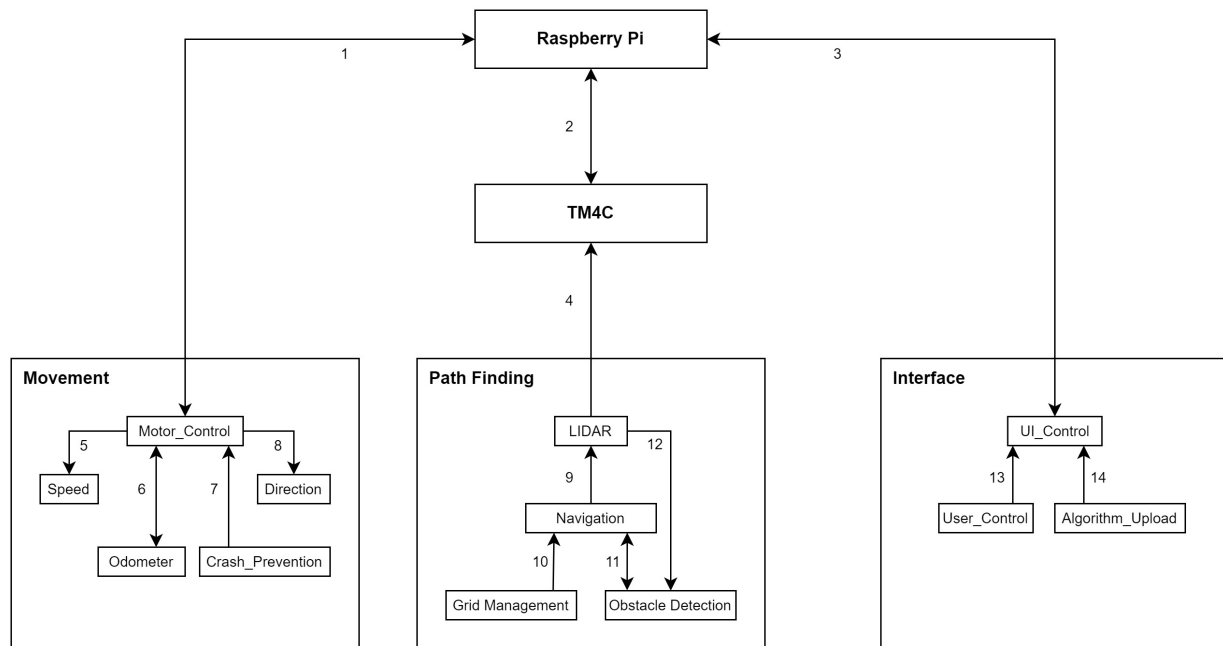 Raspberry Pi
1
3
2
TM4C
4
Movement
Path Finding
Interface
Motor_Control
LIDAR
UI_Control
5
8
12
6
7
9
13
14
Speed
Direction
Navigation
User_Control
Algorithm_Upload
Odometer
Crash_Prevention
10
11
Grid Management
Obstacle Detection